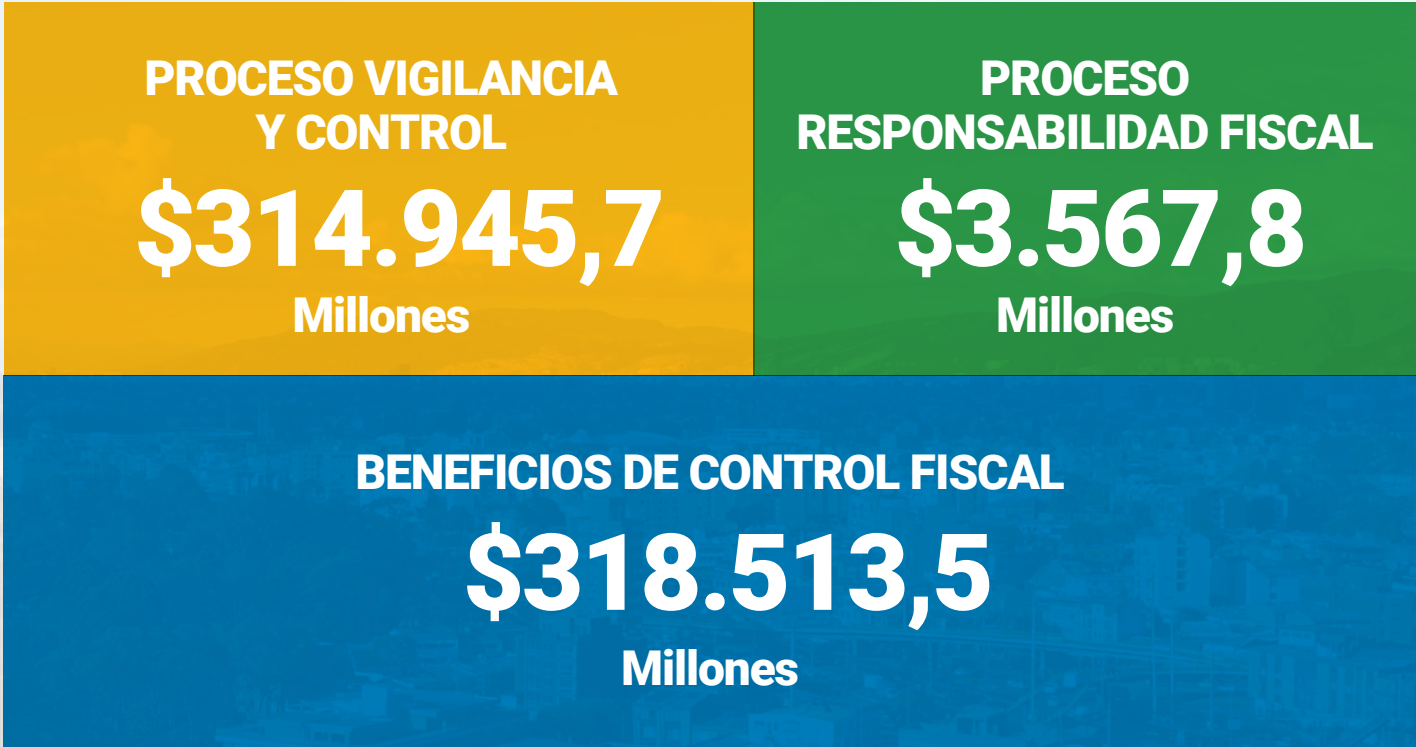 PROCESO VIGILANCIA
Y CONTROL
$314.945,7
Millones
PROCESO
RESPONSABILIDAD FISCAL
$3.567,8
Millones
BENEFICIOS DE CONTROL FISCAL
$318.513,5
Millones